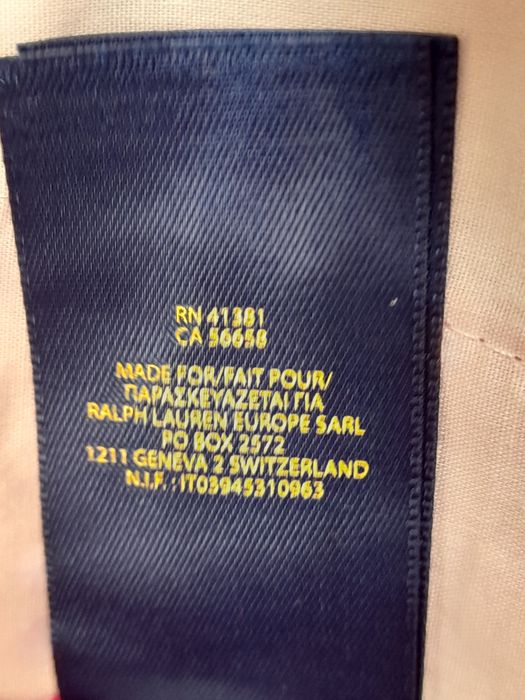 RN 41381
CA 56658
MADE FOR/FAIT POUR/
ΠΑΡΑΣΚΕΥΑΖΕΤΑΙ ΓΙΑ
RALPH LAUREN EUROPE SARL
PO BOX 2572
1211 GENEVA 2 SWITZERLAND
N.I.F. : IT03945310963